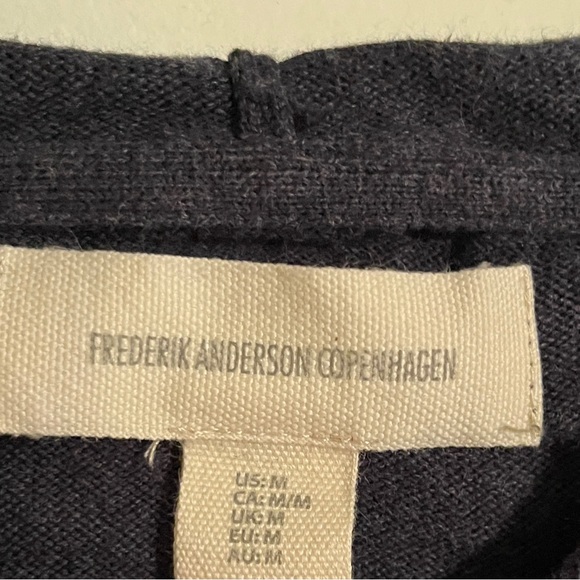 FREDERIK ANDERSON COPENHAGEN
US: M
CA: M/M
UK: M
EU: M
AU: M